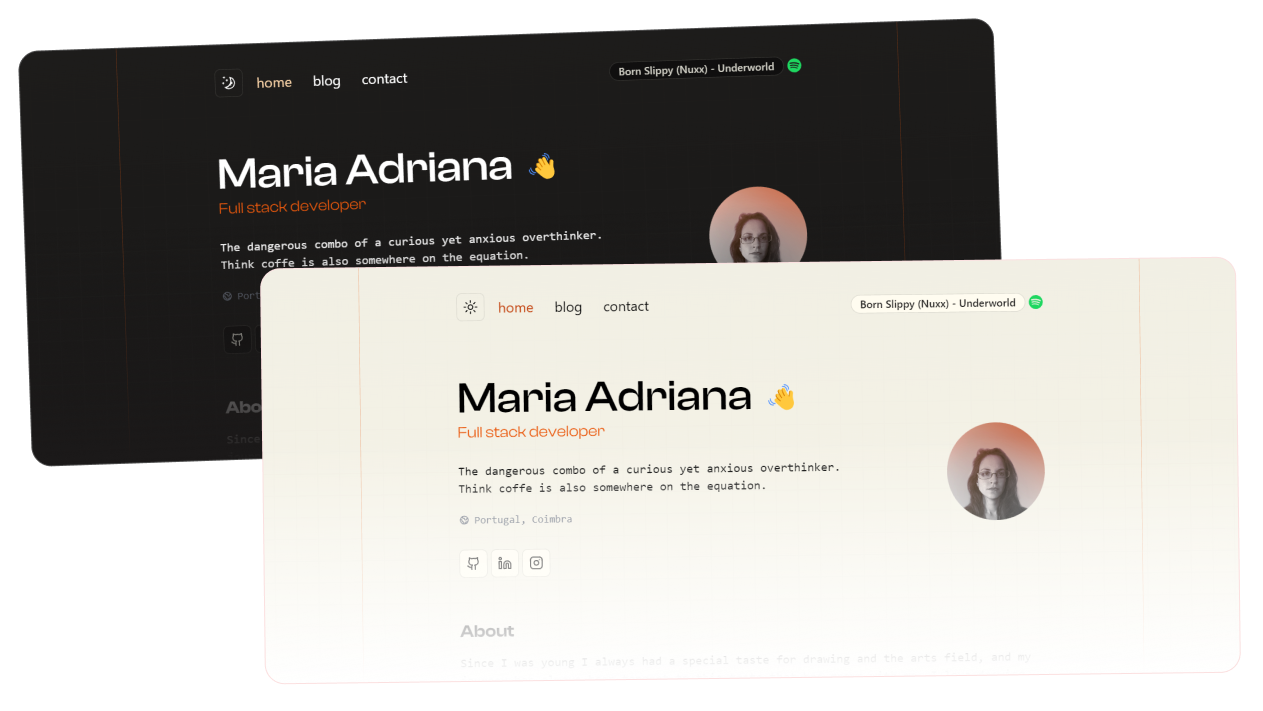 home blog contact
Born Slippy (Nuxx) - Underworld
Maria Adriana
Full stack developer
The dangerous combo of a curious yet anxious overthinker.
Think coffe is also somewhere on the equation.
Port
Abo
Since
home blog contact
Born Slippy (Nuxx) - Underworld
Maria Adriana
Full stack developer
The dangerous combo of a curious yet anxious overthinker.
Think coffe is also somewhere on the equation.
Portugal, Coimbra
in
About
Since I was young I always had a special taste for drawing and the arts field, and my